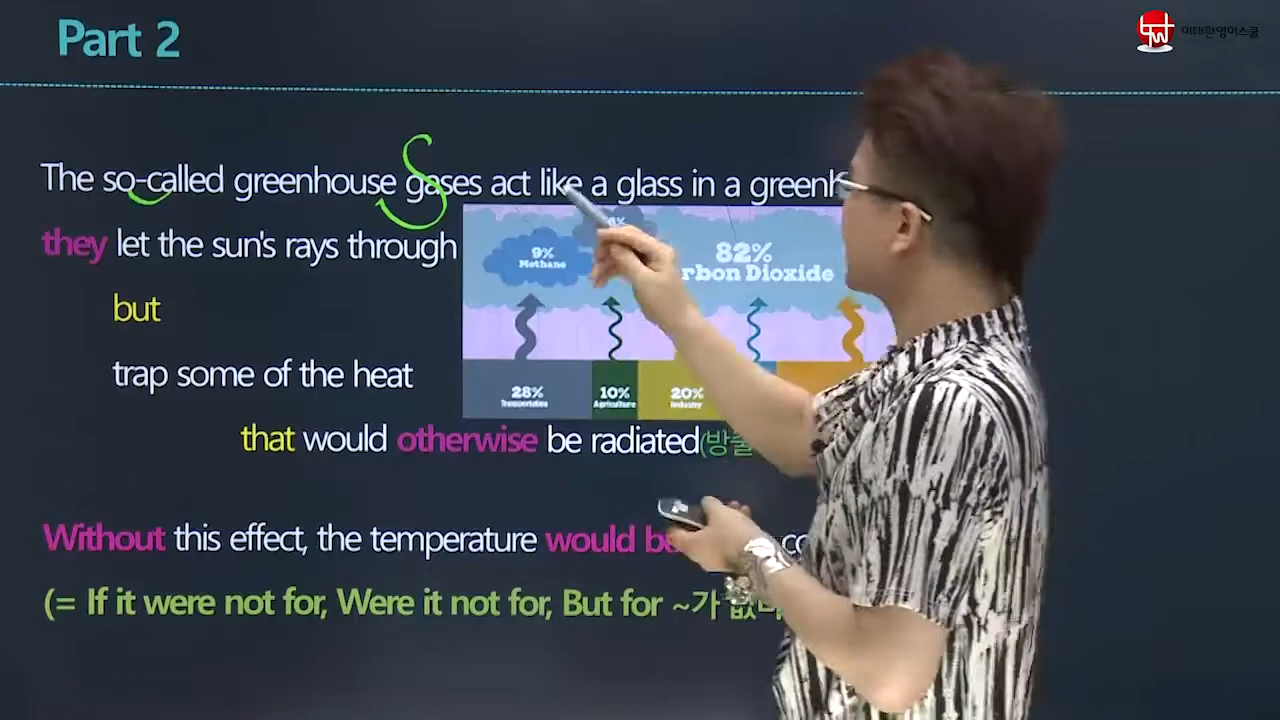 Part 2
이태환영어스쿨
The so-called greenhouse gases act like a glass in a greenh
S
they let the sun's rays through
6%
9%
Methane
82%
rbon Dioxide
but
trap some of the heat
28%
10%
20%
Transportation
Agriculture
Industry
that would otherwise be radiated(방출
Without this effect, the temperature would be co
(= If it were not for, Were it not for, But for ~가 없